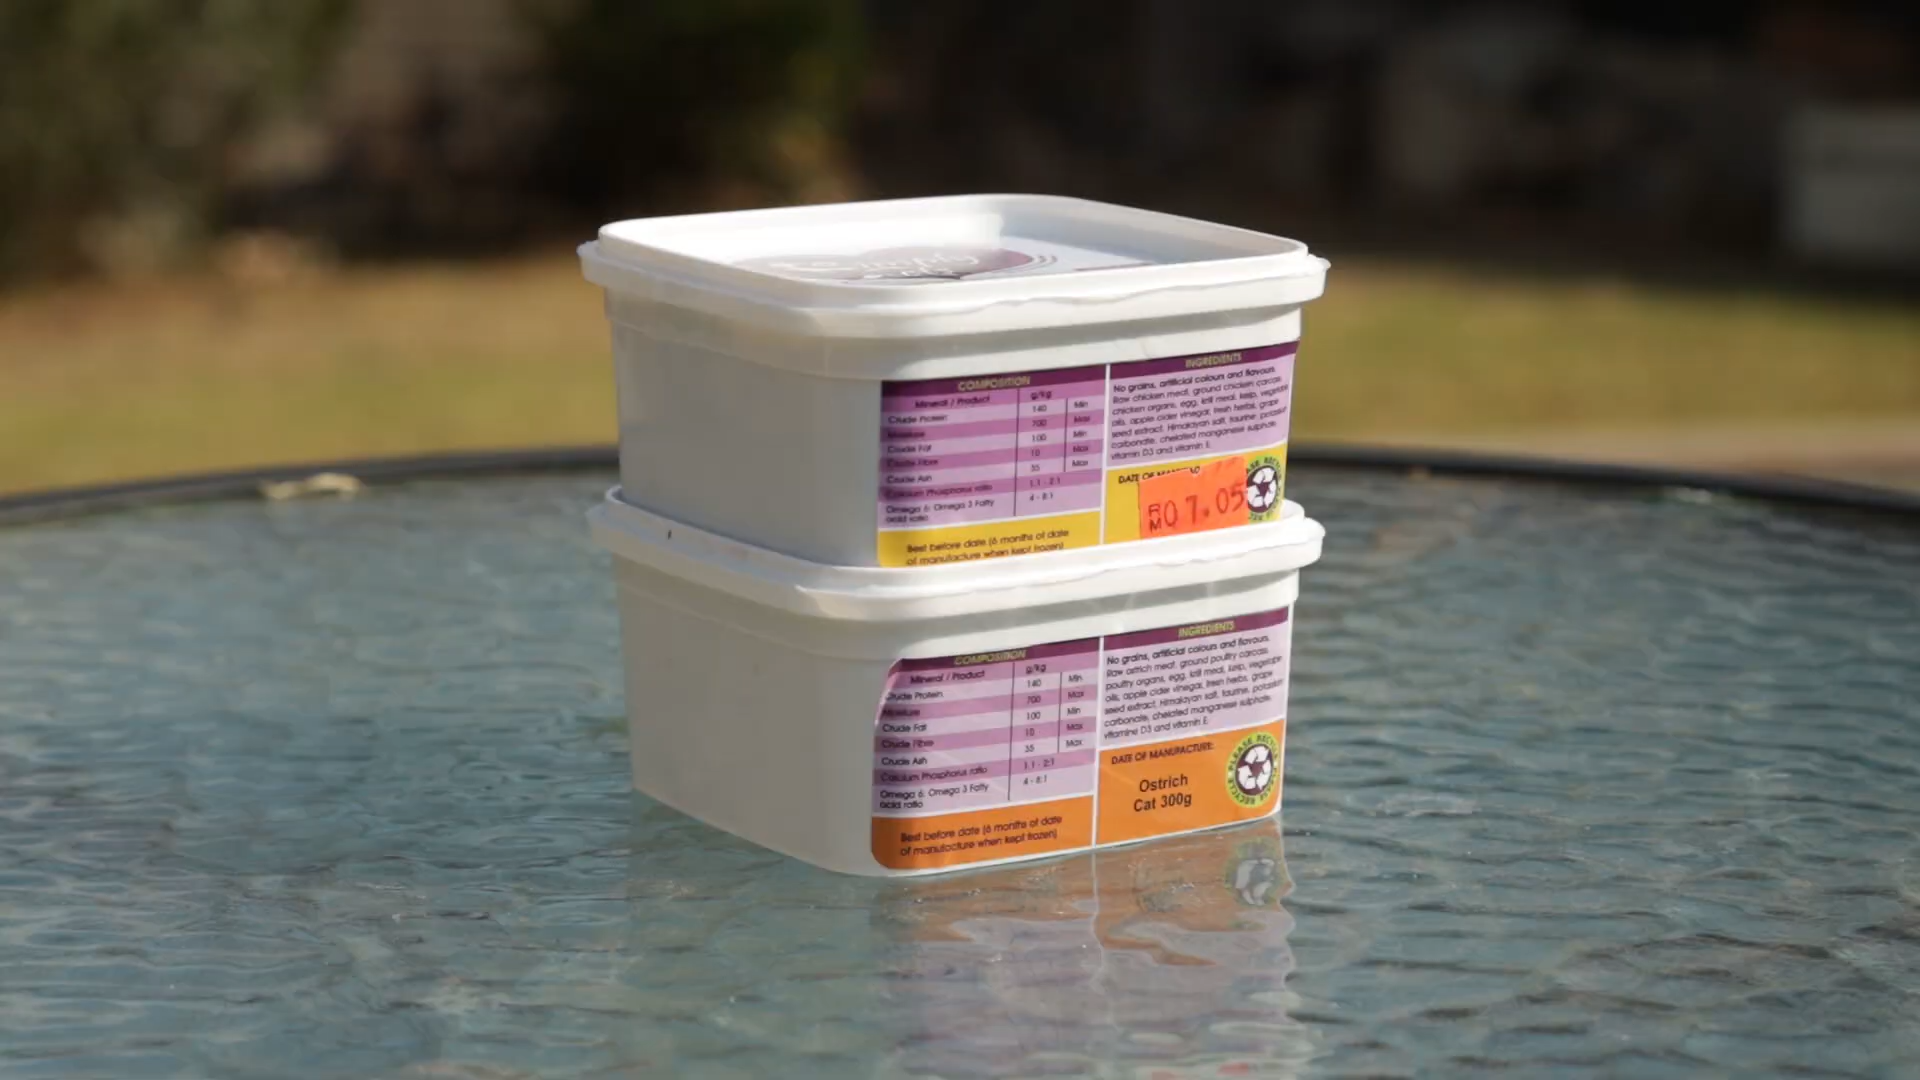 COMPOSITION
Mineral / Product g/kg
Crude Protein 140 Min
Moisture 700 Max
Crude Fat 100 Min
Crude Fibre 10 Max
Crude Ash 35 Max
Calcium Phosphorus ratio 1:1 - 2:1
Omega 6: Omega 3 Fatty
acid ratio 4 - 8:1
Best before date (6 months of date
of manufacture when kept frozen)
INGREDIENTS
No grains, artificial colours and flavours.
Raw chicken meat, ground chicken carcass,
chicken organs, egg, krill meal, kelp, vegetable
oils, apple cider vinegar, fresh herbs, grape
seed extract, Himalayan salt, taurine, potassium
carbonate, chelated manganese sulphate,
vitamin D3 and vitamin E.
DATE OF
RM 07.05
COMPOSITION
Mineral / Product g/kg
Crude Protein 140 Min
Moisture 700 Max
Crude Fat 100 Min
Crude Fibre 10 Max
Crude Ash 35 Max
Calcium Phosphorus ratio 1:1 - 2:1
Omega 6: Omega 3 Fatty
acid ratio 4 - 8:1
Best before date (6 months of date
of manufacture when kept frozen)
INGREDIENTS
No grains, artificial colours and flavours.
Raw ostrich meat, ground poultry carcass,
poultry organs, egg, krill meal, kelp, vegetable
oils, apple cider vinegar, fresh herbs, grape
seed extract, Himalayan salt, taurine, potassium
carbonate, chelated manganese sulphate,
vitamine D3 and vitamin E.
DATE OF MANUFACTURE:
Ostrich
Cat 300g
PLEASE RECYCLE PLEASE RECYCLE